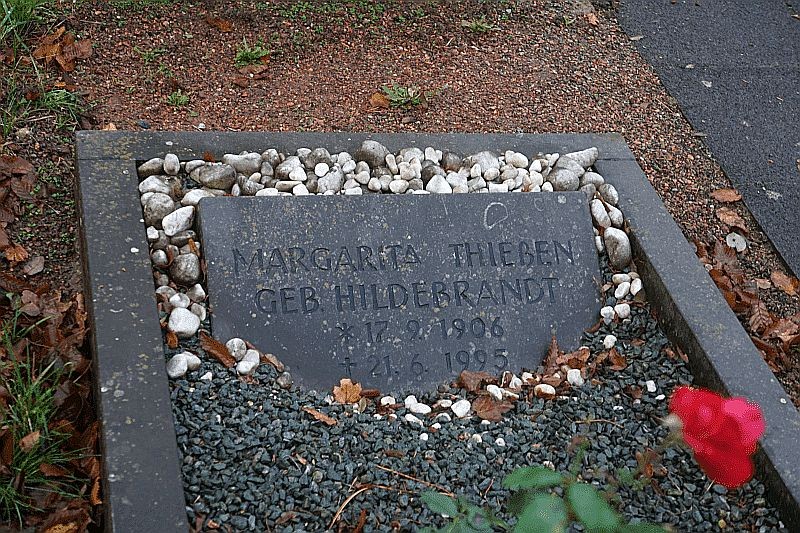 MARGARITA THIEßEN
GEB. HILDEBRANDT
* 17. 9. 1906
+ 21. 6. 1995